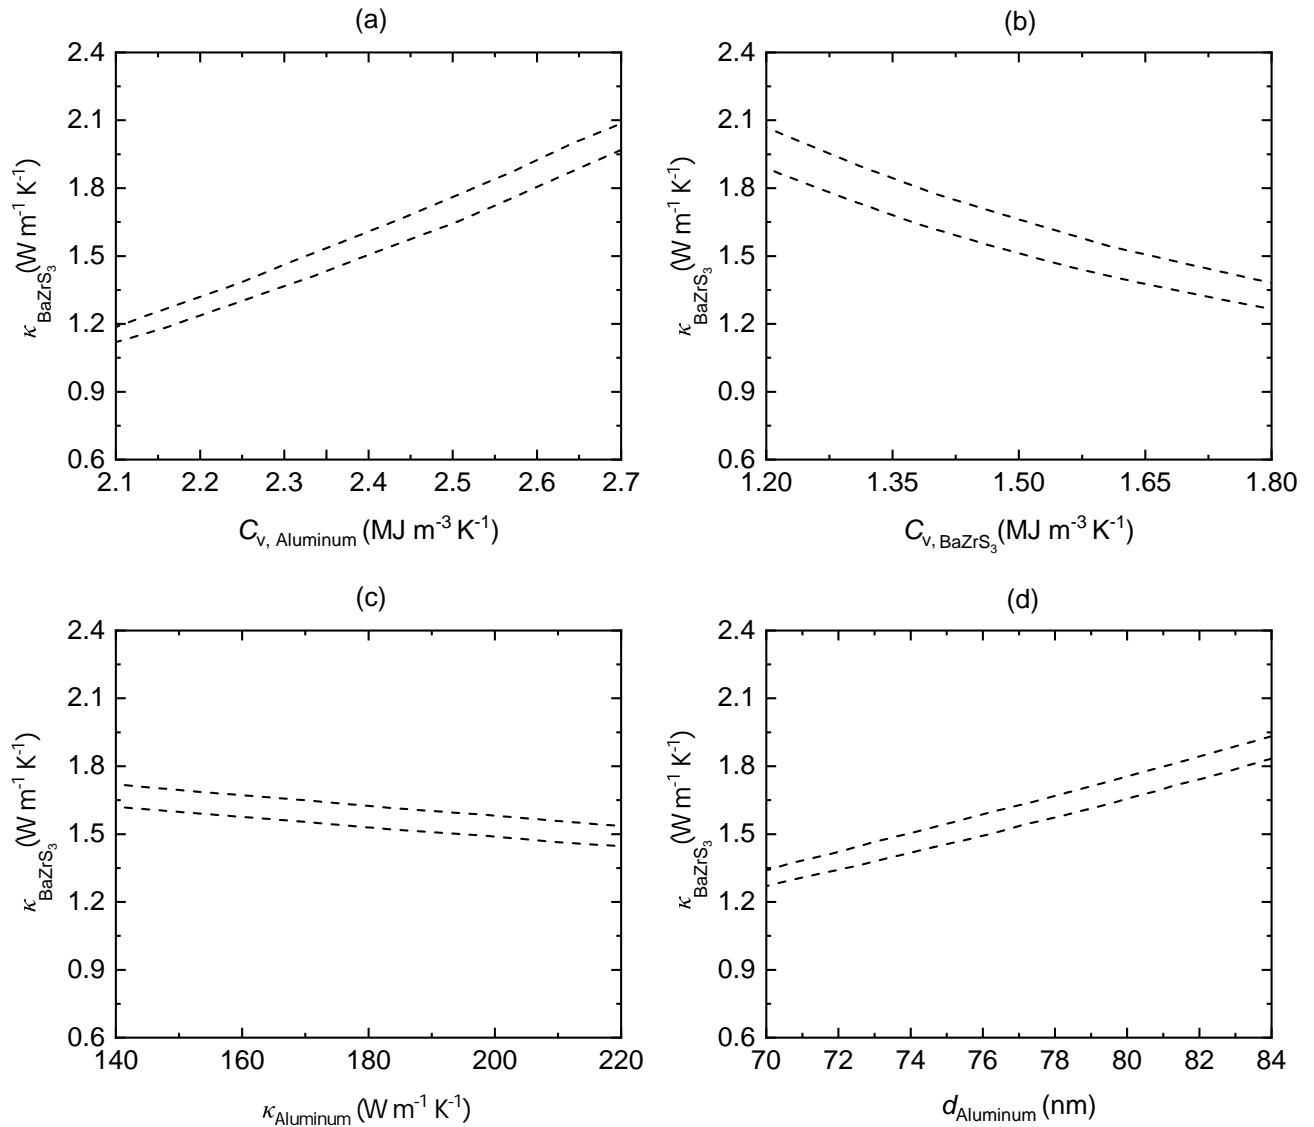 (a)
2.4
2.1
1.8
1.5
1.2
0.9
0.6
κ BaZrS₃ (W m⁻¹ K⁻¹)
2.1 2.2 2.3 2.4 2.5 2.6 2.7
Cᵥ, Aluminum (MJ m⁻³ K⁻¹)
(b)
2.4
2.1
1.8
1.5
1.2
0.9
0.6
κ BaZrS₃ (W m⁻¹ K⁻¹)
1.20 1.35 1.50 1.65 1.80
Cᵥ, BaZrS₃ (MJ m⁻³ K⁻¹)
(c)
2.4
2.1
1.8
1.5
1.2
0.9
0.6
κ BaZrS₃ (W m⁻¹ K⁻¹)
140 160 180 200 220
κ Aluminum (W m⁻¹ K⁻¹)
(d)
2.4
2.1
1.8
1.5
1.2
0.9
0.6
κ BaZrS₃ (W m⁻¹ K⁻¹)
70 72 74 76 78 80 82 84
d Aluminum (nm)